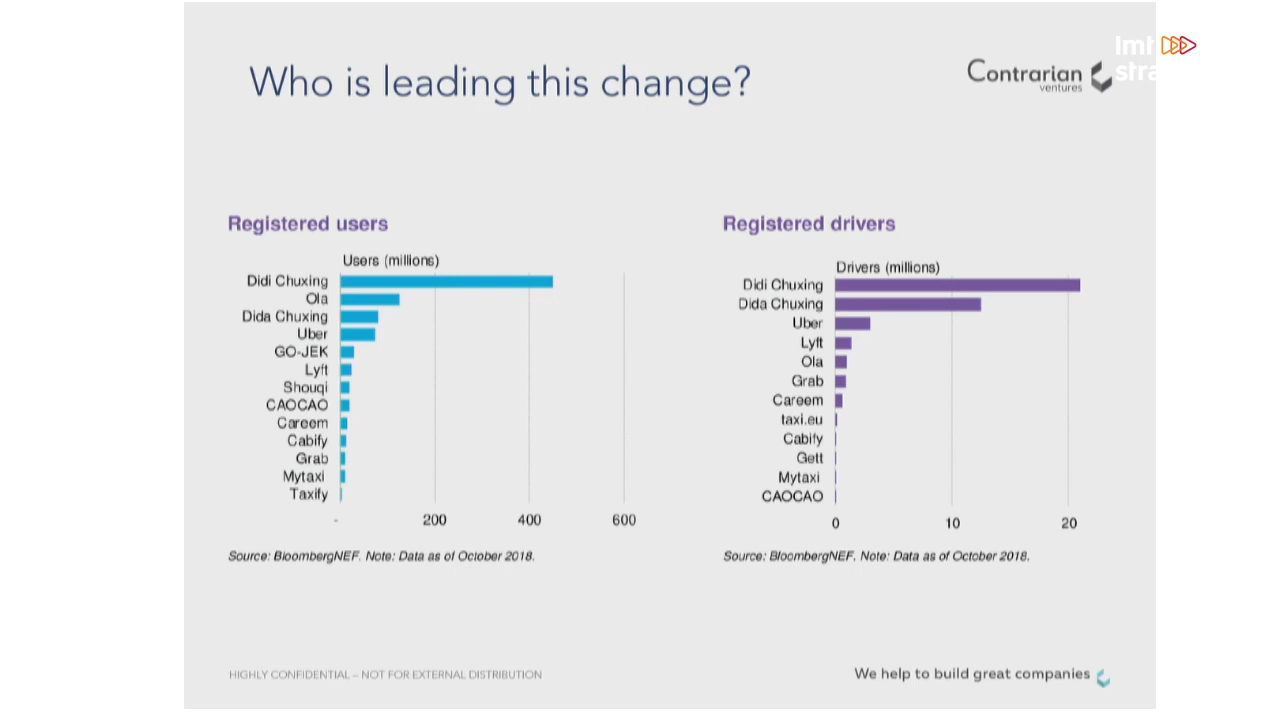 Who is leading this change?
Contrarian
ventures
Registered users
Users (millions)
Didi Chuxing
Ola
Dida Chuxing
Uber
GO-JEK
Lyft
Shouqi
CAOCAO
Careem
Cabify
Grab
Mytaxi
Taxify
- 200 400 600
Source: BloombergNEF. Note: Data as of October 2018.
Registered drivers
Drivers (millions)
Didi Chuxing
Dida Chuxing
Uber
Lyft
Ola
Grab
Careem
taxi.eu
Cabify
Gett
Mytaxi
CAOCAO
0 10 20
Source: BloombergNEF. Note: Data as of October 2018.
HIGHLY CONFIDENTIAL – NOT FOR EXTERNAL DISTRIBUTION
We help to build great companies